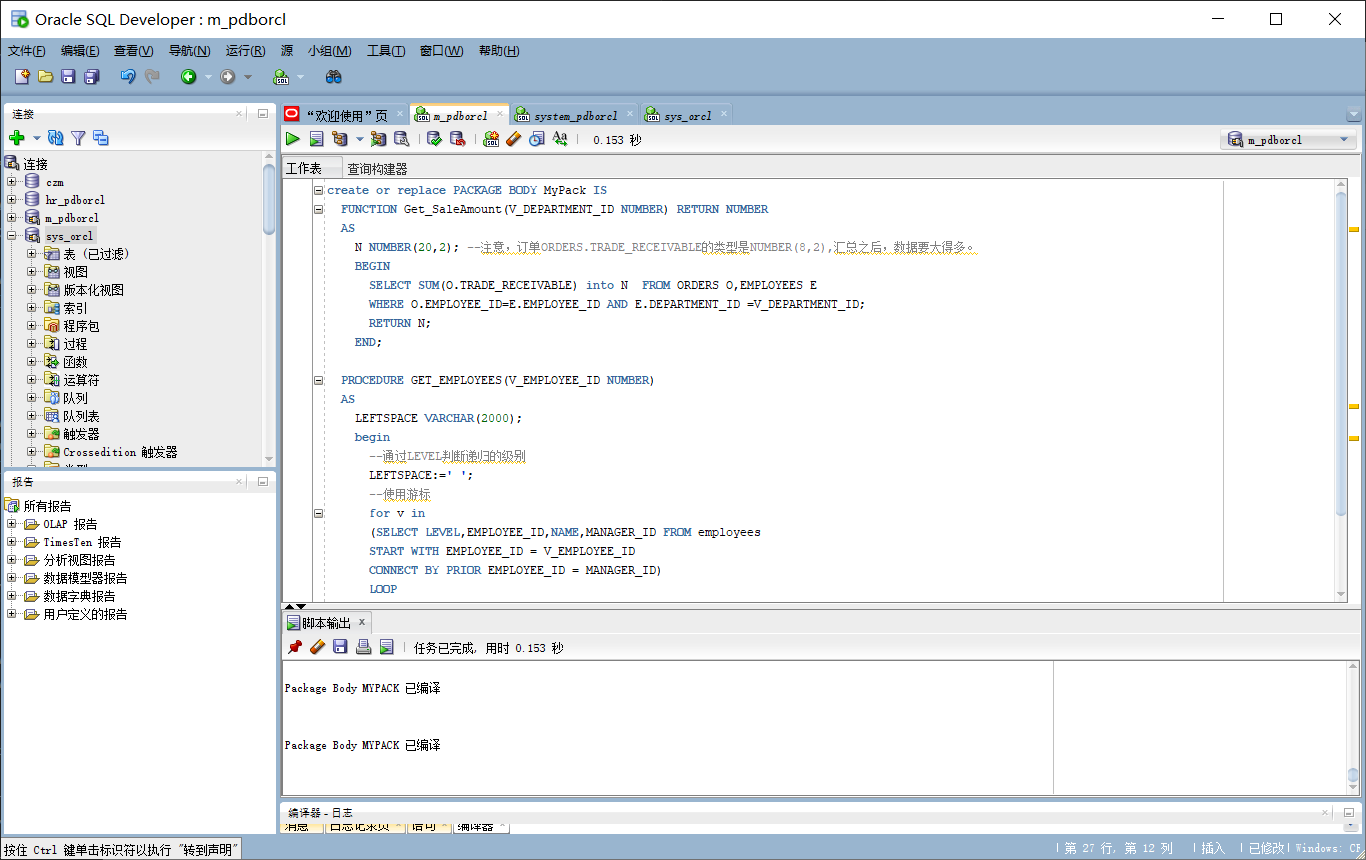 Oracle SQL Developer : m_pdborcl
文件(F) 编辑(E) 查看(V) 导航(N) 运行(R) 源 小组(M) 工具(T) 窗口(W) 帮助(H)
连接
连接
czm
hr_pdborcl
m_pdborcl
sys_orcl
表 (已过滤)
视图
版本化视图
索引
程序包
过程
函数
运算符
队列
队列表
触发器
Crossedition 触发器
报告
所有报告
OLAP 报告
TimesTen 报告
分析视图报告
数据模型器报告
数据字典报告
用户定义的报告
“欢迎使用”页 m_pdborcl system_pdborcl sys_orcl
0.153 秒 m_pdborcl
工作表 查询构建器
create or replace PACKAGE BODY MyPack IS
FUNCTION Get_SaleAmount(V_DEPARTMENT_ID NUMBER) RETURN NUMBER
AS
N NUMBER(20,2); --注意，订单ORDERS.TRADE_RECEIVABLE的类型是NUMBER(8,2),汇总之后，数据要大得多。
BEGIN
SELECT SUM(O.TRADE_RECEIVABLE) into N FROM ORDERS O,EMPLOYEES E
WHERE O.EMPLOYEE_ID=E.EMPLOYEE_ID AND E.DEPARTMENT_ID =V_DEPARTMENT_ID;
RETURN N;
END;
PROCEDURE GET_EMPLOYEES(V_EMPLOYEE_ID NUMBER)
AS
LEFTSPACE VARCHAR(2000);
begin
--通过LEVEL判断递归的级别
LEFTSPACE:=' ';
--使用游标
for v in
(SELECT LEVEL,EMPLOYEE_ID,NAME,MANAGER_ID FROM employees
START WITH EMPLOYEE_ID = V_EMPLOYEE_ID
CONNECT BY PRIOR EMPLOYEE_ID = MANAGER_ID)
LOOP
脚本输出 x
任务已完成, 用时 0.153 秒
Package Body MYPACK 已编译
Package Body MYPACK 已编译
编译器 - 日志
消息 日志记录页 语句 编译器
按住 Ctrl 键单击标识符以执行 "转到声明"
第 27 行, 第 12 列 插入 已修改 Windows: CR